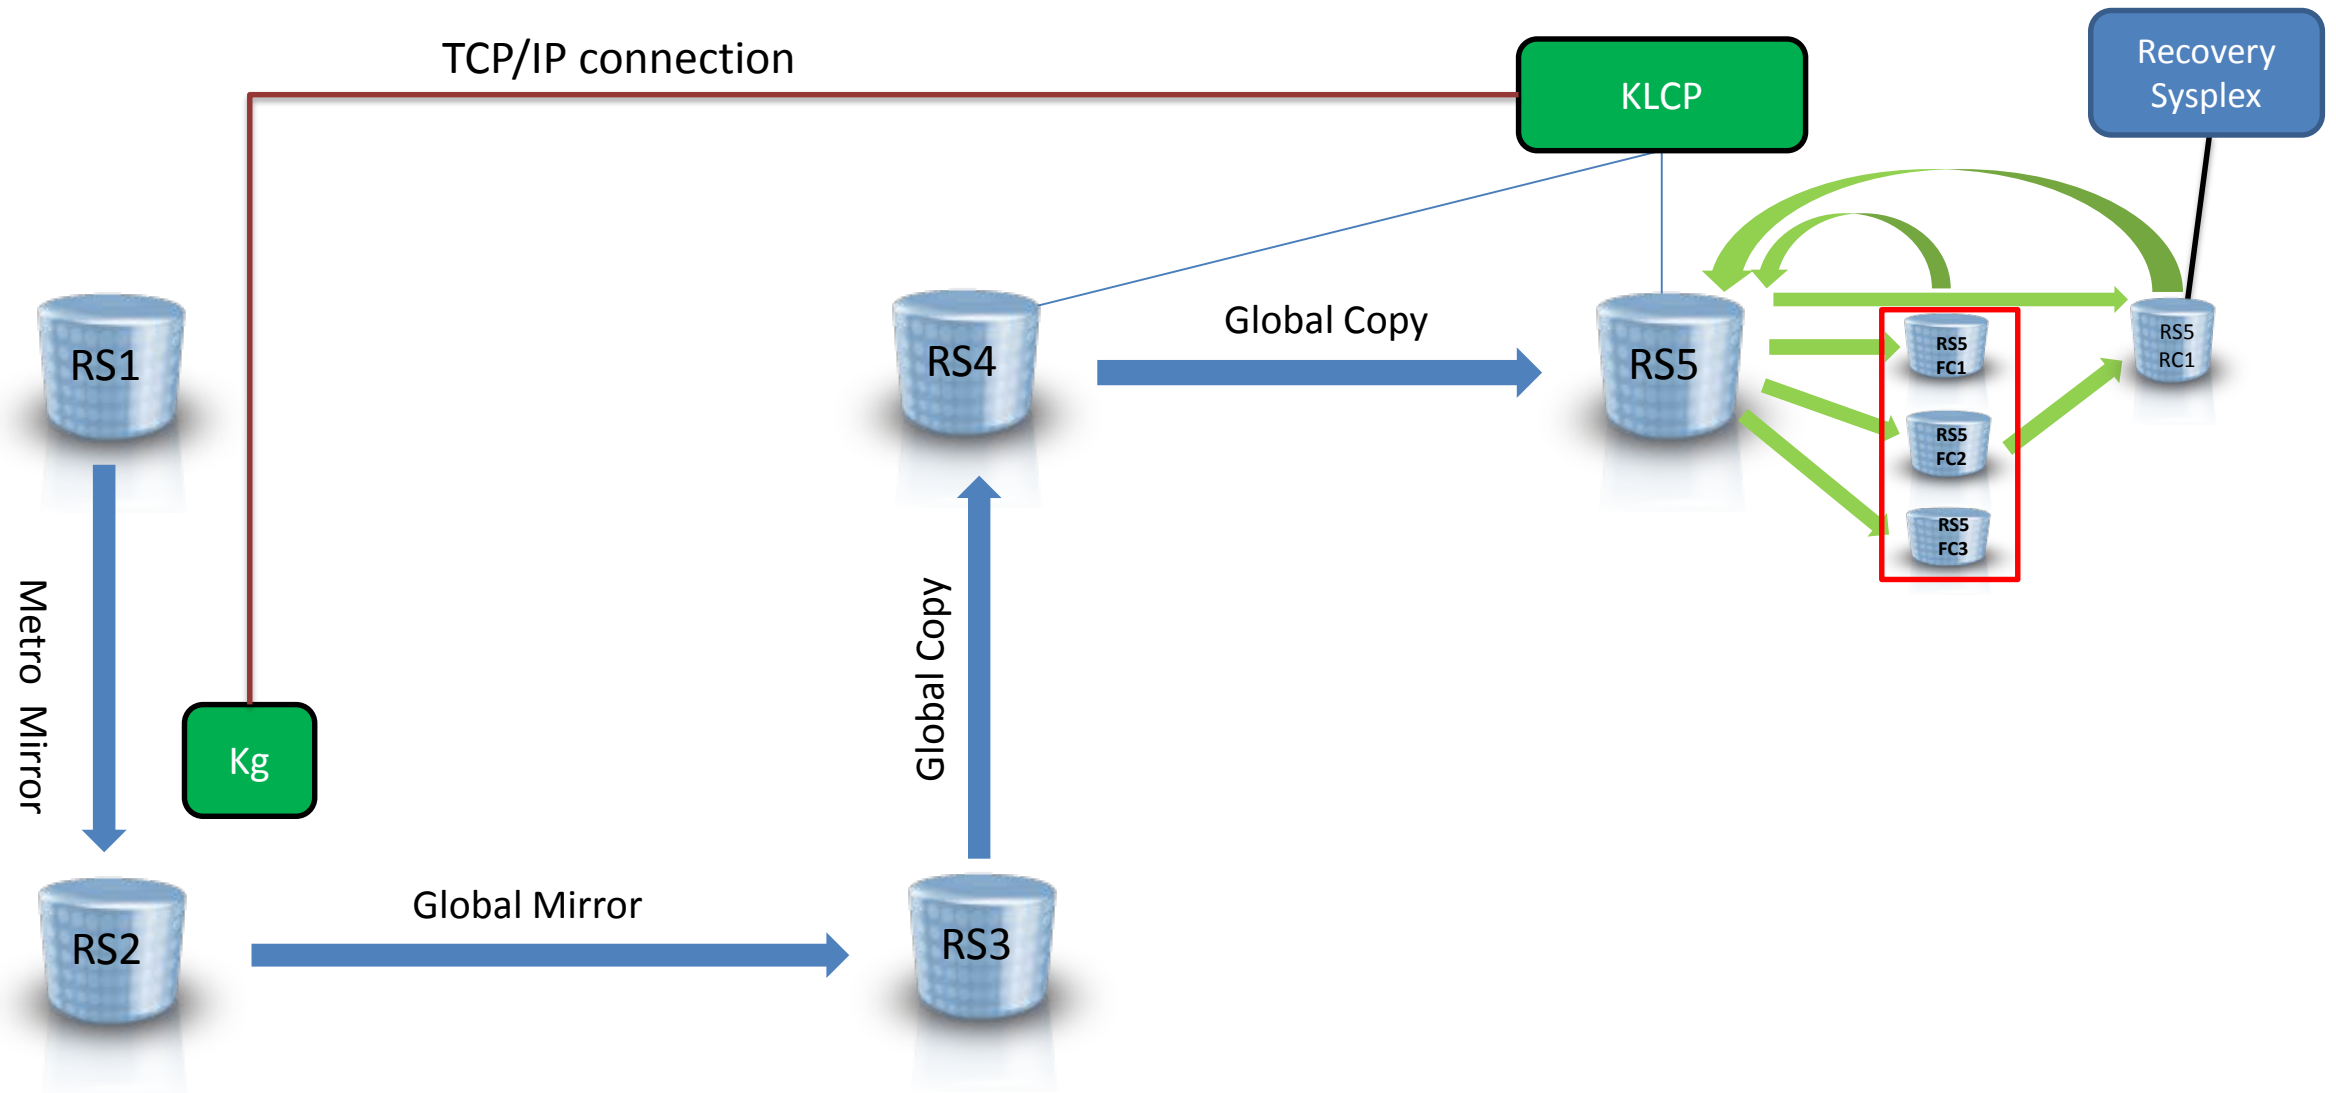 TCP/IP connection
KLCP
Recovery
Sysplex
RS1
RS4
Global Copy
RS5
RS5
FC1
RS5
FC2
RS5
FC3
RS5
RC1
Metro Mirror
Kg
Global Copy
RS2
Global Mirror
RS3